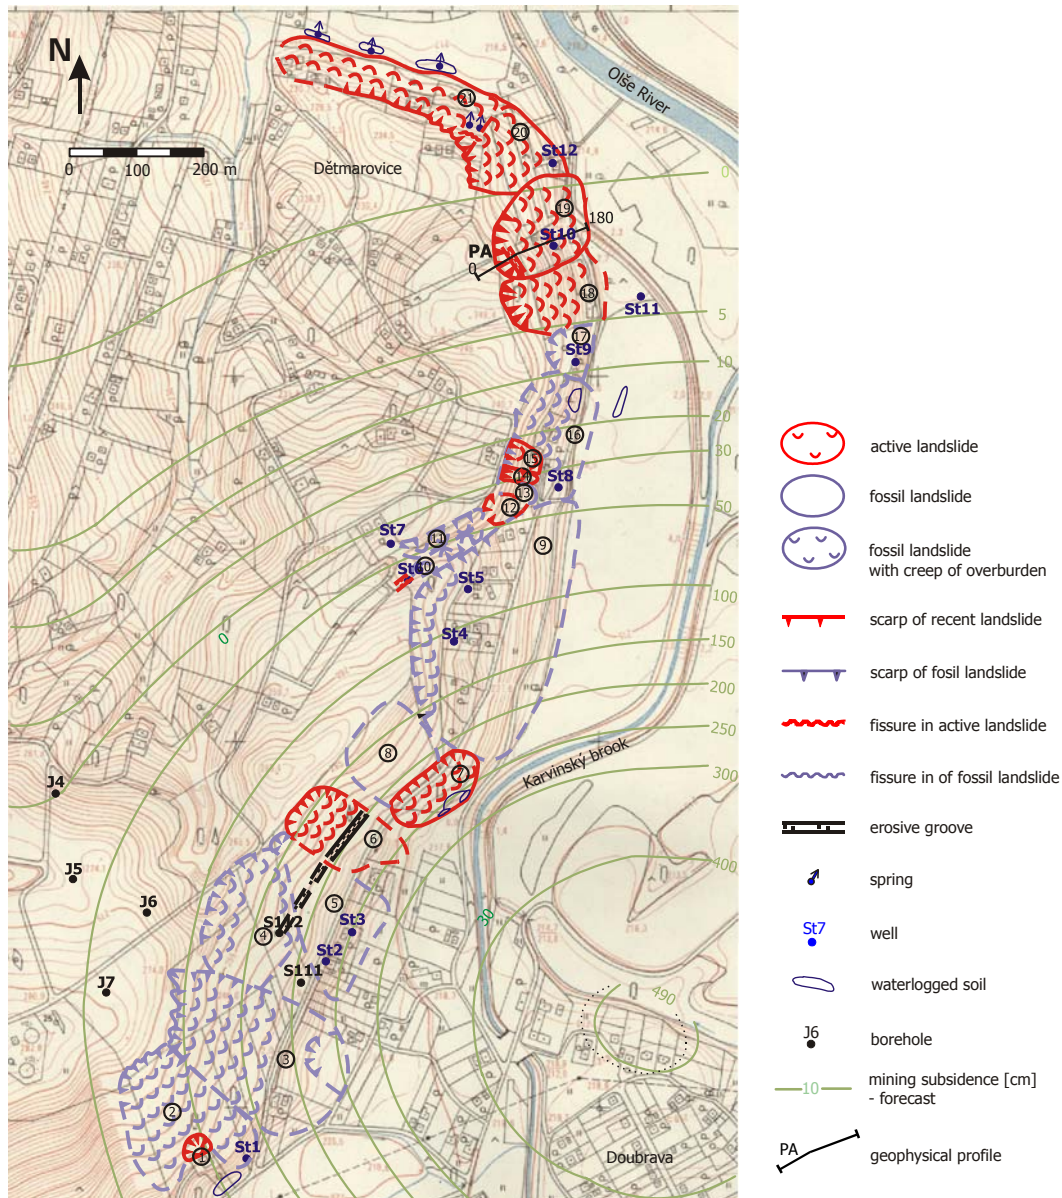 N
0 100 200 m
Olše River
Dětmarovice
21
20
St12
0
19
180
St10
PA
0
18
St11
5
17
St9
10
20
16
30
15
14
St8
13
50
12
St7
11
9
St6
10
St5
100
St4
150
0
200
8
250
Karvinský brook
7
300
J4
6
400
J5
J6
5
30
S112
St3
4
St2
S111
J7
490
3
2
St1
1
Doubrava
active landslide
fossil landslide
fossil landslide
with creep of overburden
scarp of recent landslide
scarp of fosil landslide
fissure in active landslide
fissure in of fossil landslide
erosive groove
spring
St7
well
waterlogged soil
J6
borehole
10
mining subsidence [cm]
- forecast
PA
geophysical profile